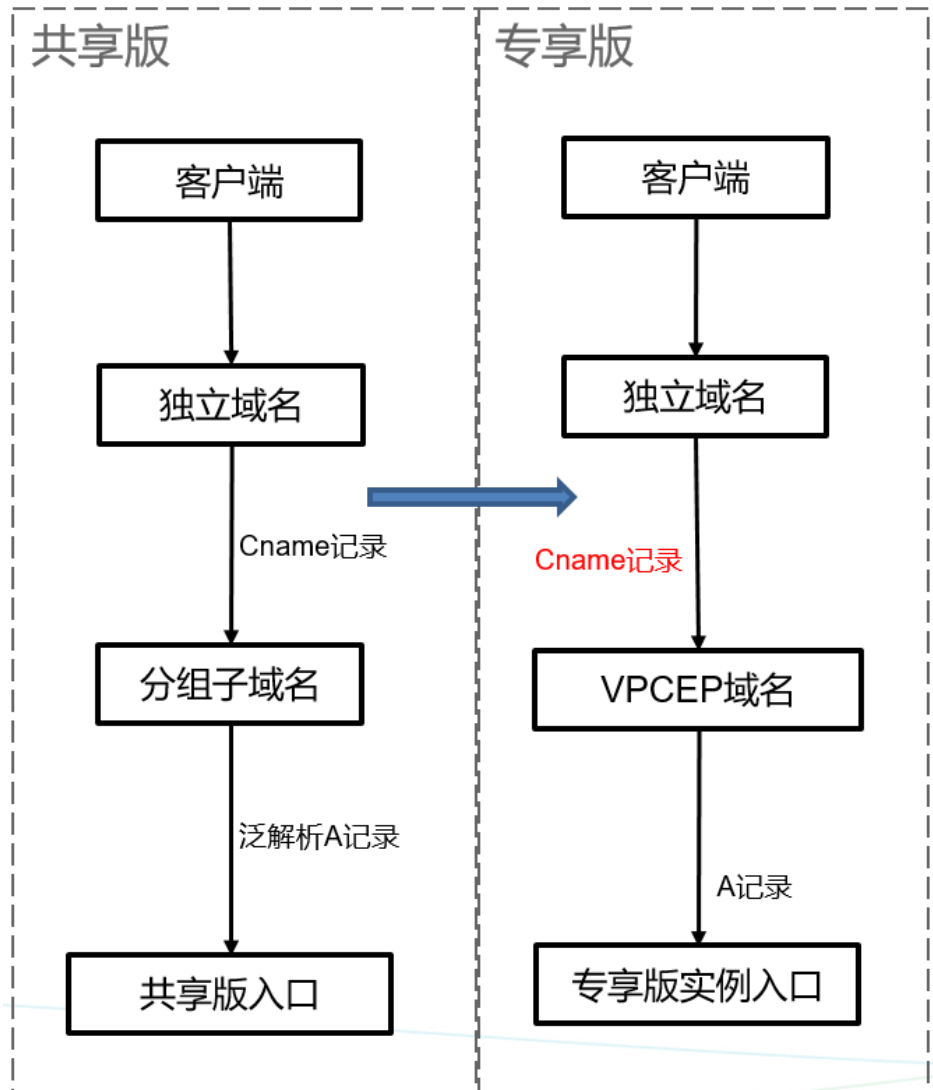 共享版
客户端
独立域名
Cname记录
分组子域名
泛解析A记录
共享版入口
专享版
客户端
独立域名
Cname记录
VPCEP域名
A记录
专享版实例入口